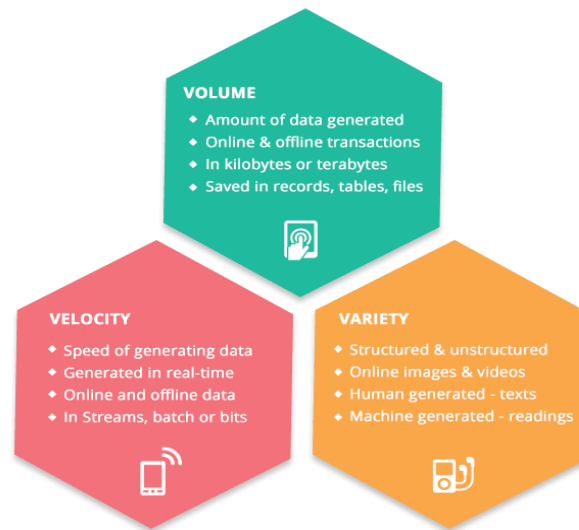 VOLUME
◆ Amount of data generated
◆ Online & offline transactions
◆ In kilobytes or terabytes
◆ Saved in records, tables, files
VELOCITY
◆ Speed of generating data
◆ Generated in real-time
◆ Online and offline data
◆ In Streams, batch or bits
VARIETY
◆ Structured & unstructured
◆ Online images & videos
◆ Human generated - texts
◆ Machine generated - readings